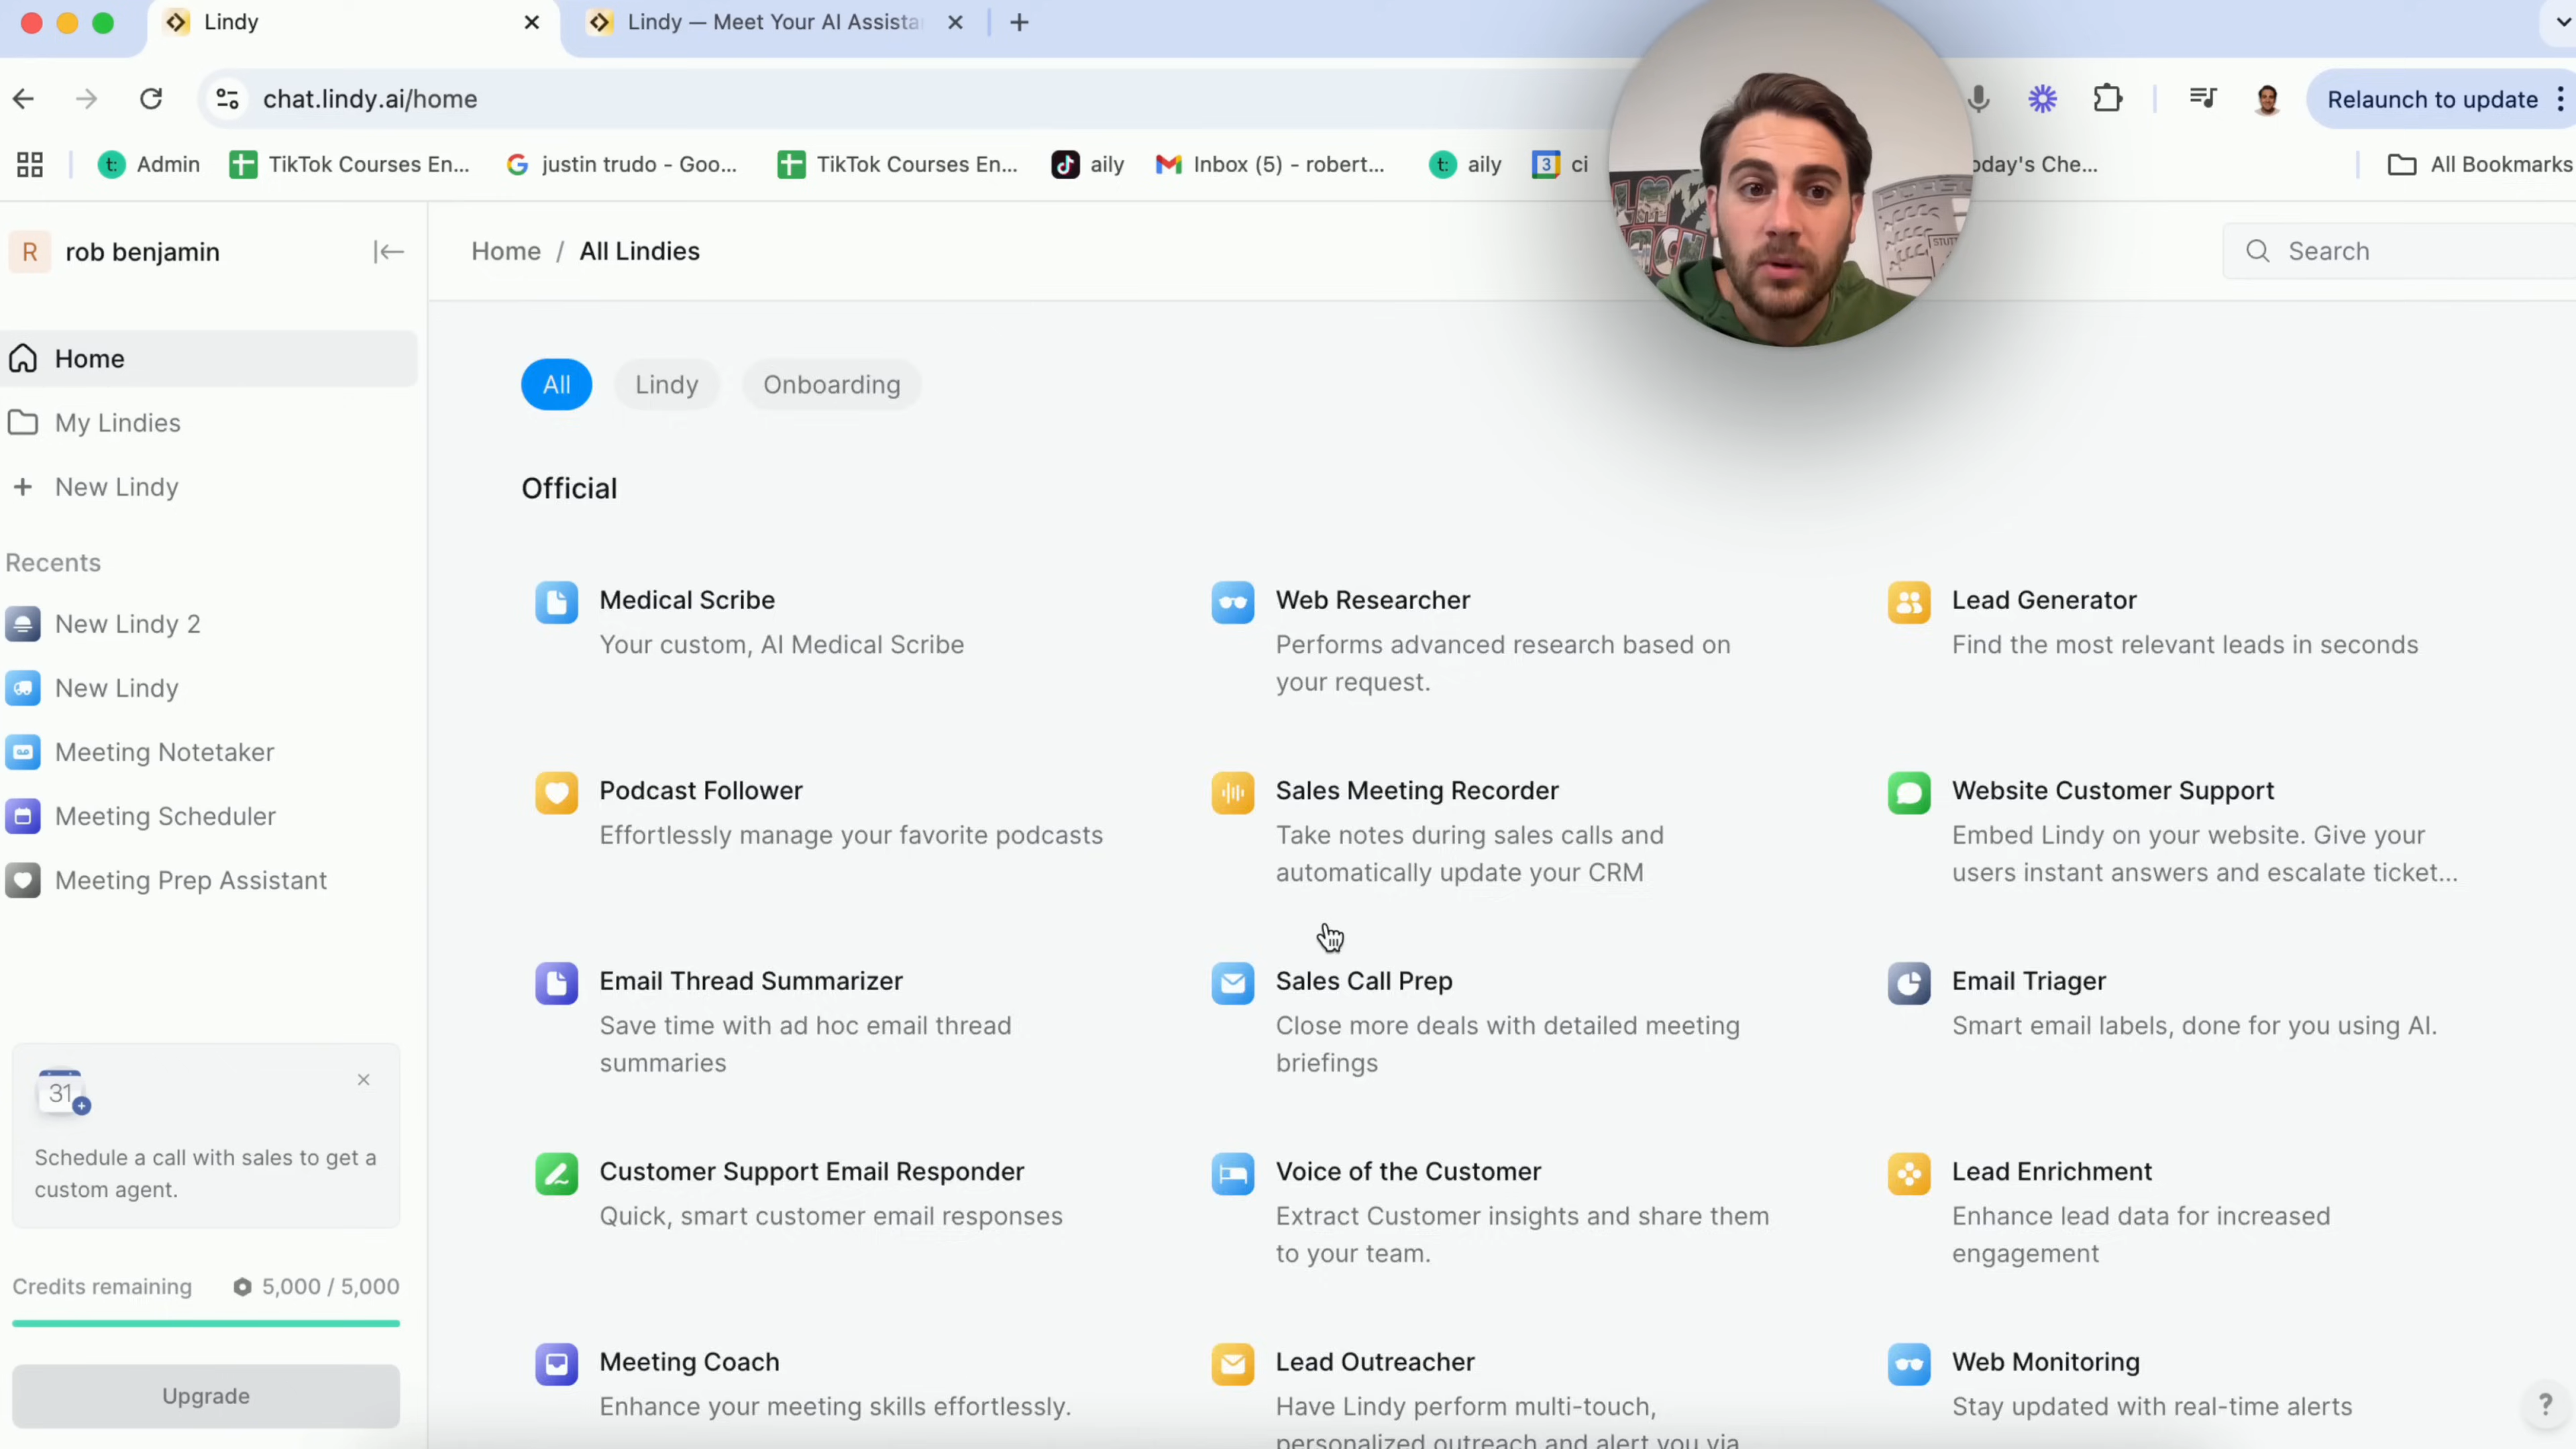 Lindy
Lindy — Meet Your AI Assista
chat.lindy.ai/home
Relaunch to update
Admin
TikTok Courses En...
justin trudo - Goo...
TikTok Courses En...
aily
Inbox (5) - robert...
aily
3
ci
oday's Che...
All Bookmarks
R
rob benjamin
Home / All Lindies
Search
Home
My Lindies
New Lindy
Recents
New Lindy 2
New Lindy
Meeting Notetaker
Meeting Scheduler
Meeting Prep Assistant
31
Schedule a call with sales to get a
custom agent.
Credits remaining
5,000 / 5,000
Upgrade
All
Lindy
Onboarding
Official
Medical Scribe
Your custom, AI Medical Scribe
Web Researcher
Performs advanced research based on
your request.
Lead Generator
Find the most relevant leads in seconds
Podcast Follower
Effortlessly manage your favorite podcasts
Sales Meeting Recorder
Take notes during sales calls and
automatically update your CRM
Website Customer Support
Embed Lindy on your website. Give your
users instant answers and escalate ticket...
Email Thread Summarizer
Save time with ad hoc email thread
summaries
Sales Call Prep
Close more deals with detailed meeting
briefings
Email Triager
Smart email labels, done for you using AI.
Customer Support Email Responder
Quick, smart customer email responses
Voice of the Customer
Extract Customer insights and share them
to your team.
Lead Enrichment
Enhance lead data for increased
engagement
Meeting Coach
Enhance your meeting skills effortlessly.
Lead Outreacher
Have Lindy perform multi-touch,
personalized outreach and alert you via
Web Monitoring
Stay updated with real-time alerts
?